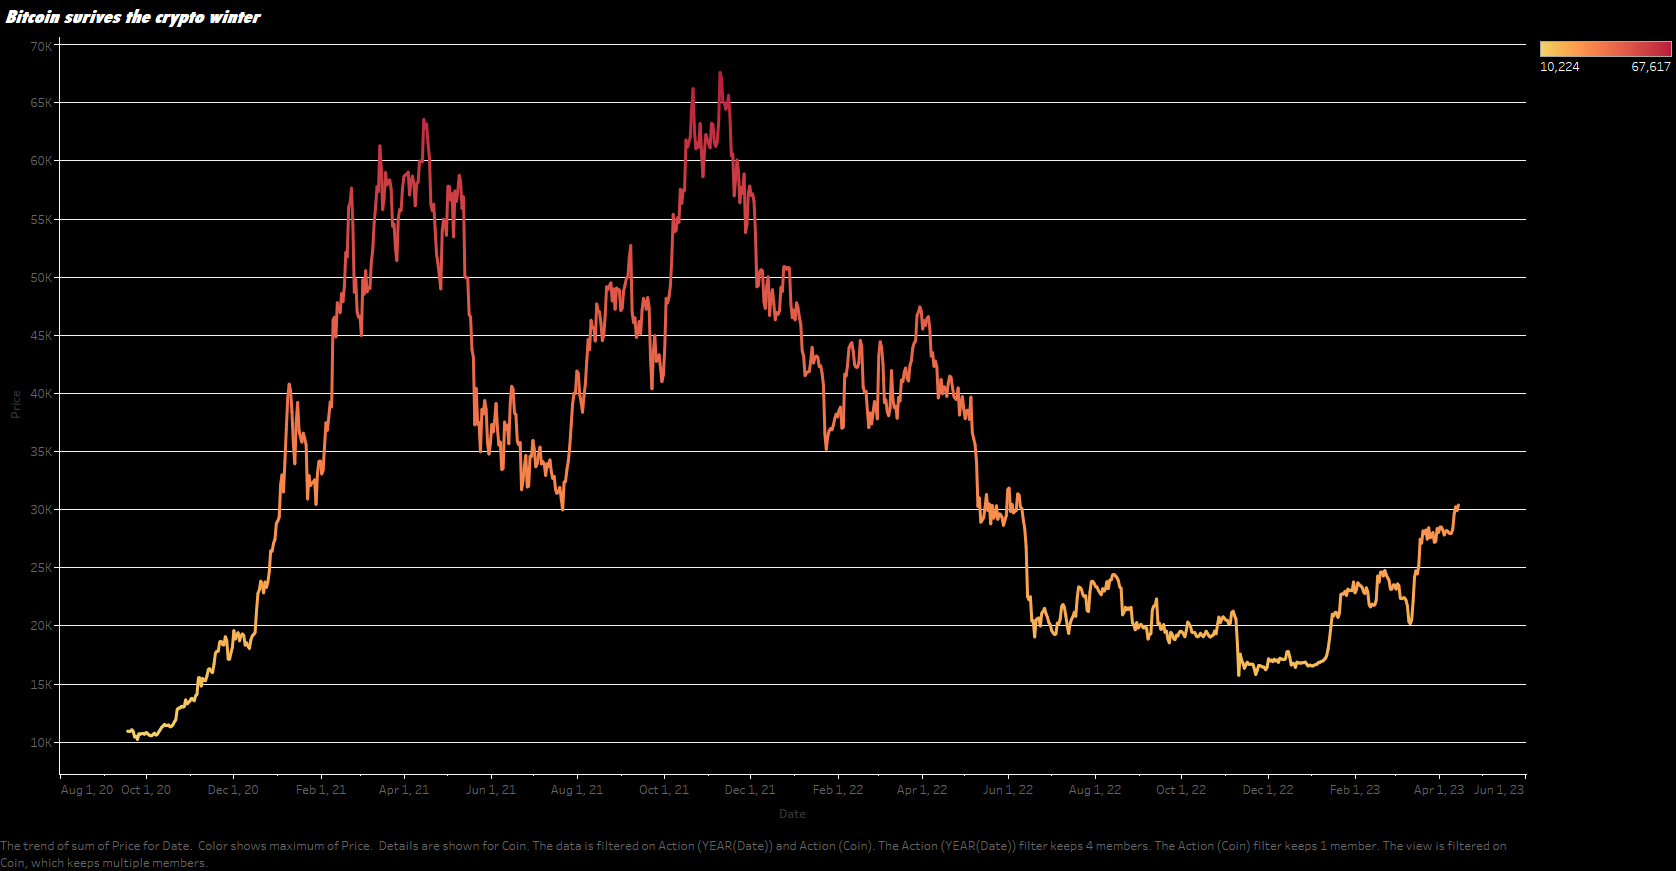 Bitcoin surives the crypto winter
10,224 67,617
70K
65K
60K
55K
50K
45K
40K
35K
30K
25K
20K
15K
10K
Price
Aug 1, 20 Oct 1, 20 Dec 1, 20 Feb 1, 21 Apr 1, 21 Jun 1, 21 Aug 1, 21 Oct 1, 21 Dec 1, 21 Feb 1, 22 Apr 1, 22 Jun 1, 22 Aug 1, 22 Oct 1, 22 Dec 1, 22 Feb 1, 23 Apr 1, 23 Jun 1, 23
Date
The trend of sum of Price for Date. Color shows maximum of Price. Details are shown for Coin. The data is filtered on Action (YEAR(Date)) and Action (Coin). The Action (YEAR(Date)) filter keeps 4 members. The Action (Coin) filter keeps 1 member. The view is filtered on
Coin, which keeps multiple members.